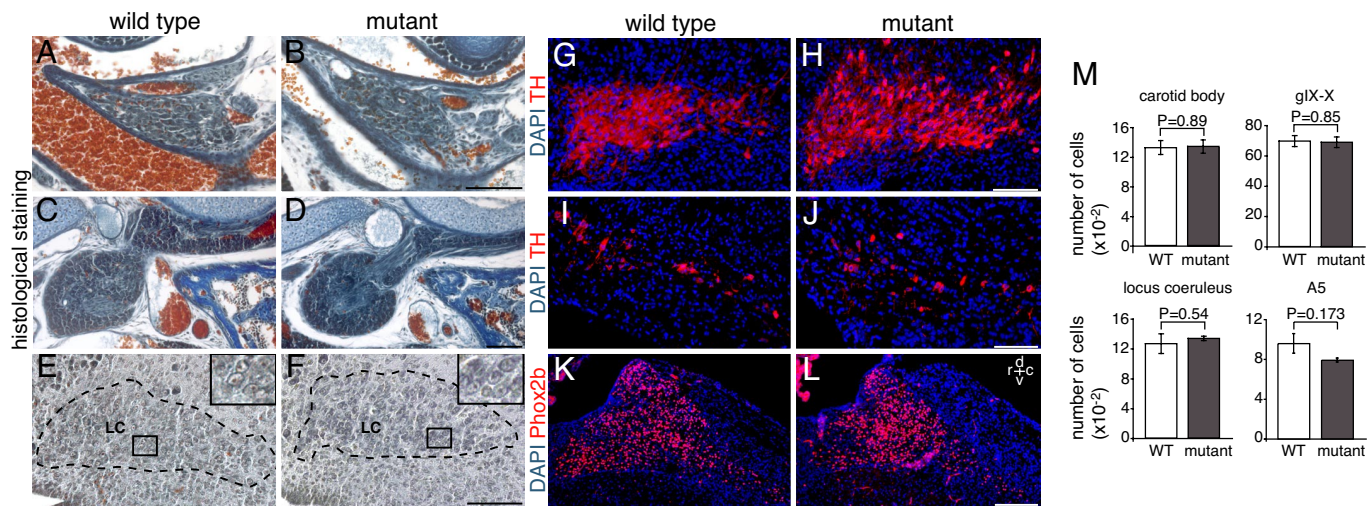 wild type mutant wild type mutant
A B G H M
histological staining
DAPI TH
C D I J
DAPI TH
E F K L
DAPI Phox2b
LC LC
d
r c
v
carotid body gIX-X
P=0.89 P=0.85
number of cells
(x10-2)
16 80
12 60
8 40
4 20
0 0
WT mutant WT mutant
locus coeruleus A5
P=0.54 P=0.173
number of cells
(x10-2)
16 12
12 8
8 4
4 0
0
WT mutant WT mutant